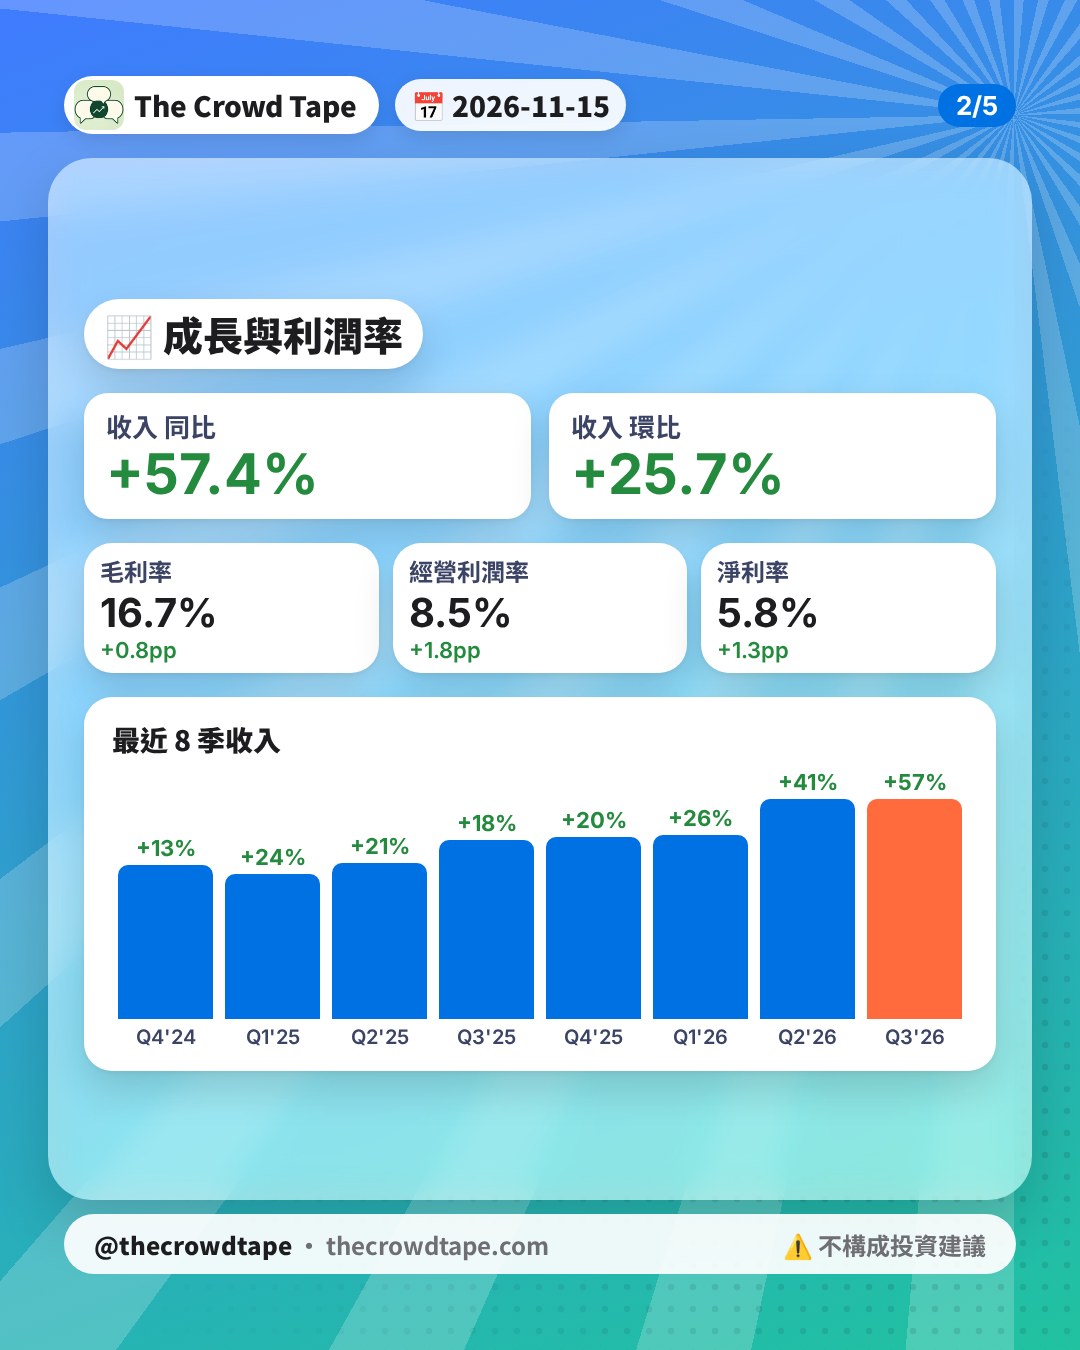 The Crowd Tape
JULY 17 2026-11-15
2/5
成長與利潤率
收入 同比
+57.4%
收入 環比
+25.7%
毛利率
16.7%
+0.8pp
經營利潤率
8.5%
+1.8pp
淨利率
5.8%
+1.3pp
最近 8 季收入
+13%
+24%
+21%
+18%
+20%
+26%
+41%
+57%
Q4'24
Q1'25
Q2'25
Q3'25
Q4'25
Q1'26
Q2'26
Q3'26
@thecrowdtape • thecrowdtape.com
不構成投資建議